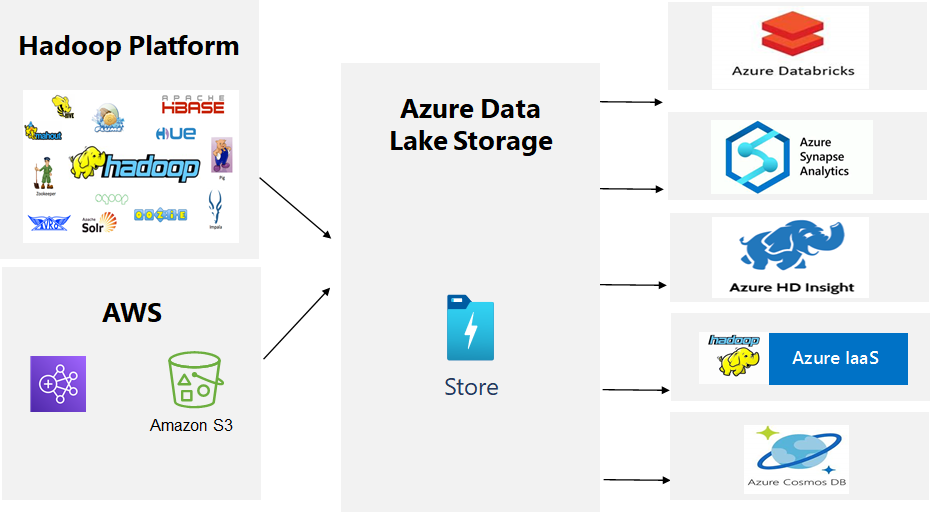 Hadoop Platform
HIVE
mahout
APACHE
HBASE
HUE
hadoop
Pig
Zookeeper
sqoop
OOZIE
Impala
AVRO
Apache
Solr
AWS
Amazon S3
Azure Data
Lake Storage
Store
Azure Databricks
Azure
Synapse
Analytics
Azure HD Insight
hadoop
Azure IaaS
Azure Cosmos DB